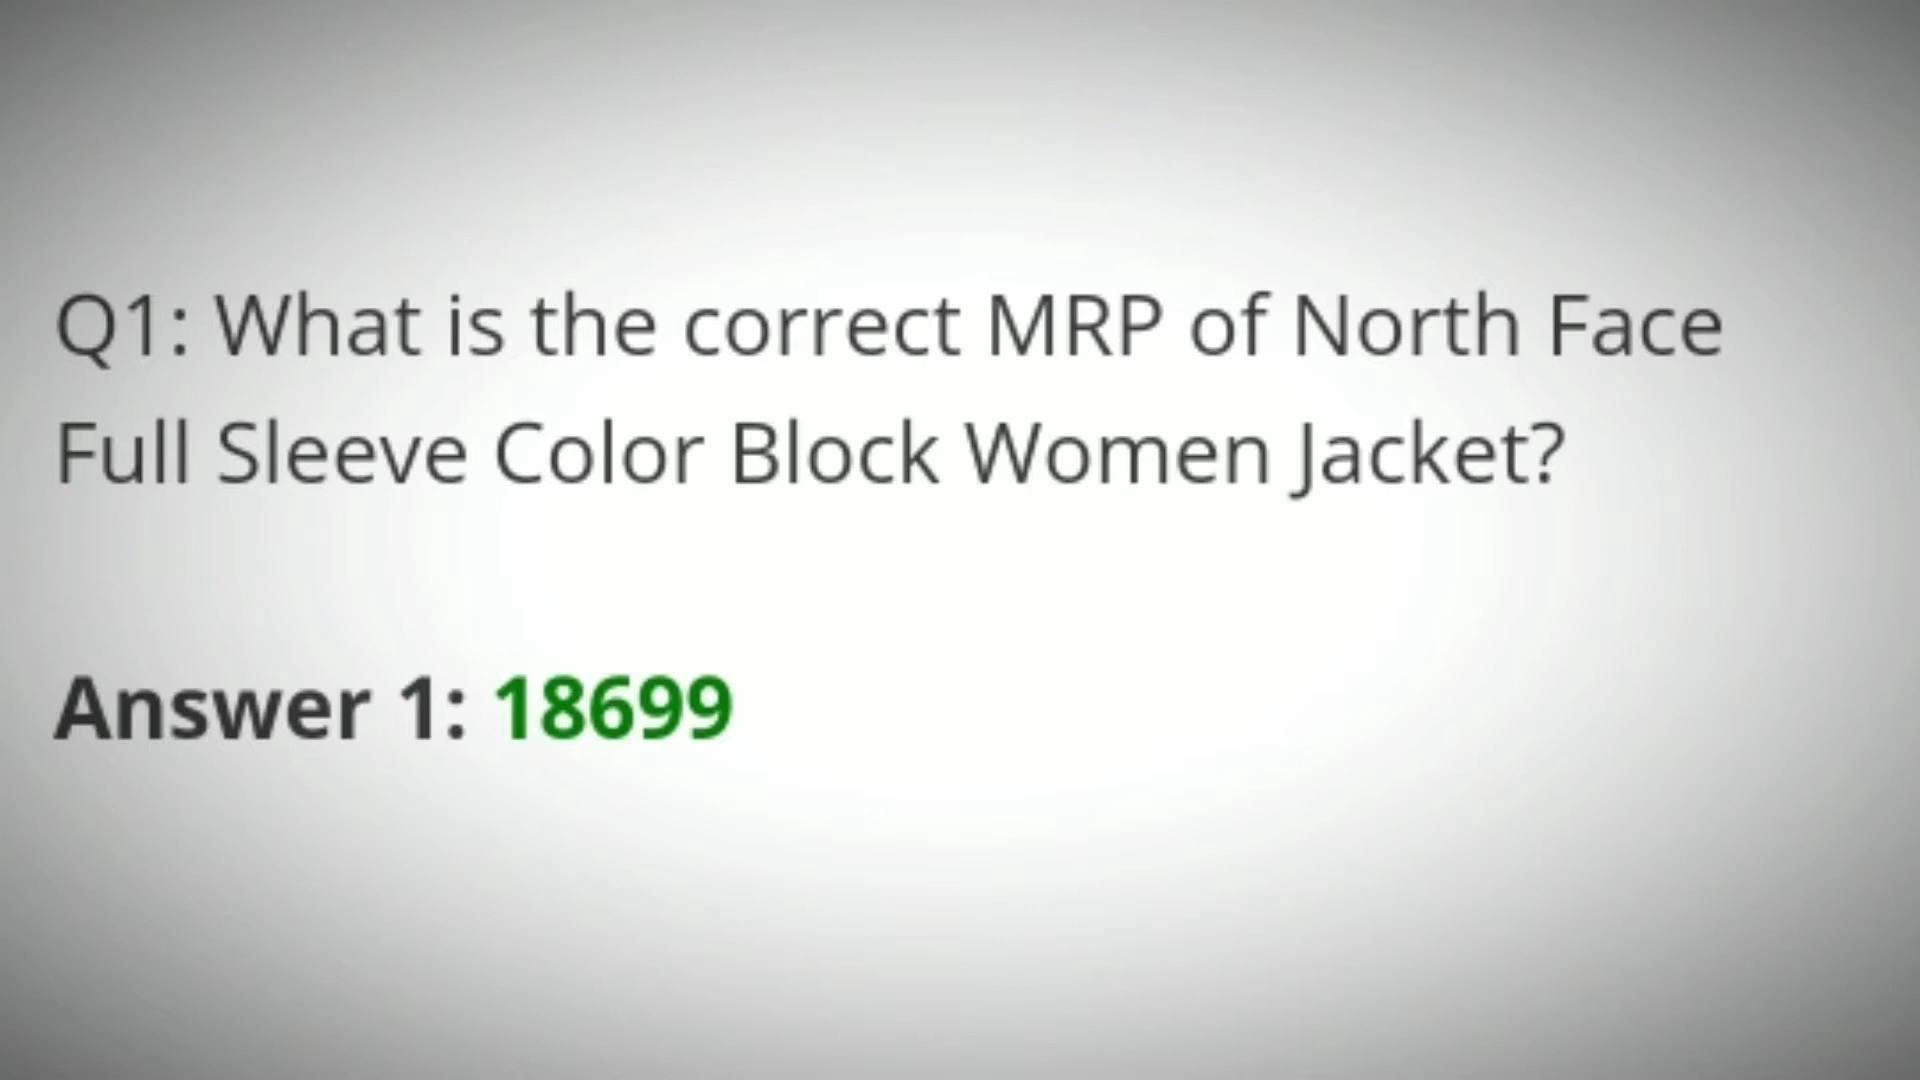 Q1: What is the correct MRP of North Face
Full Sleeve Color Block Women Jacket?
Answer 1: 18699